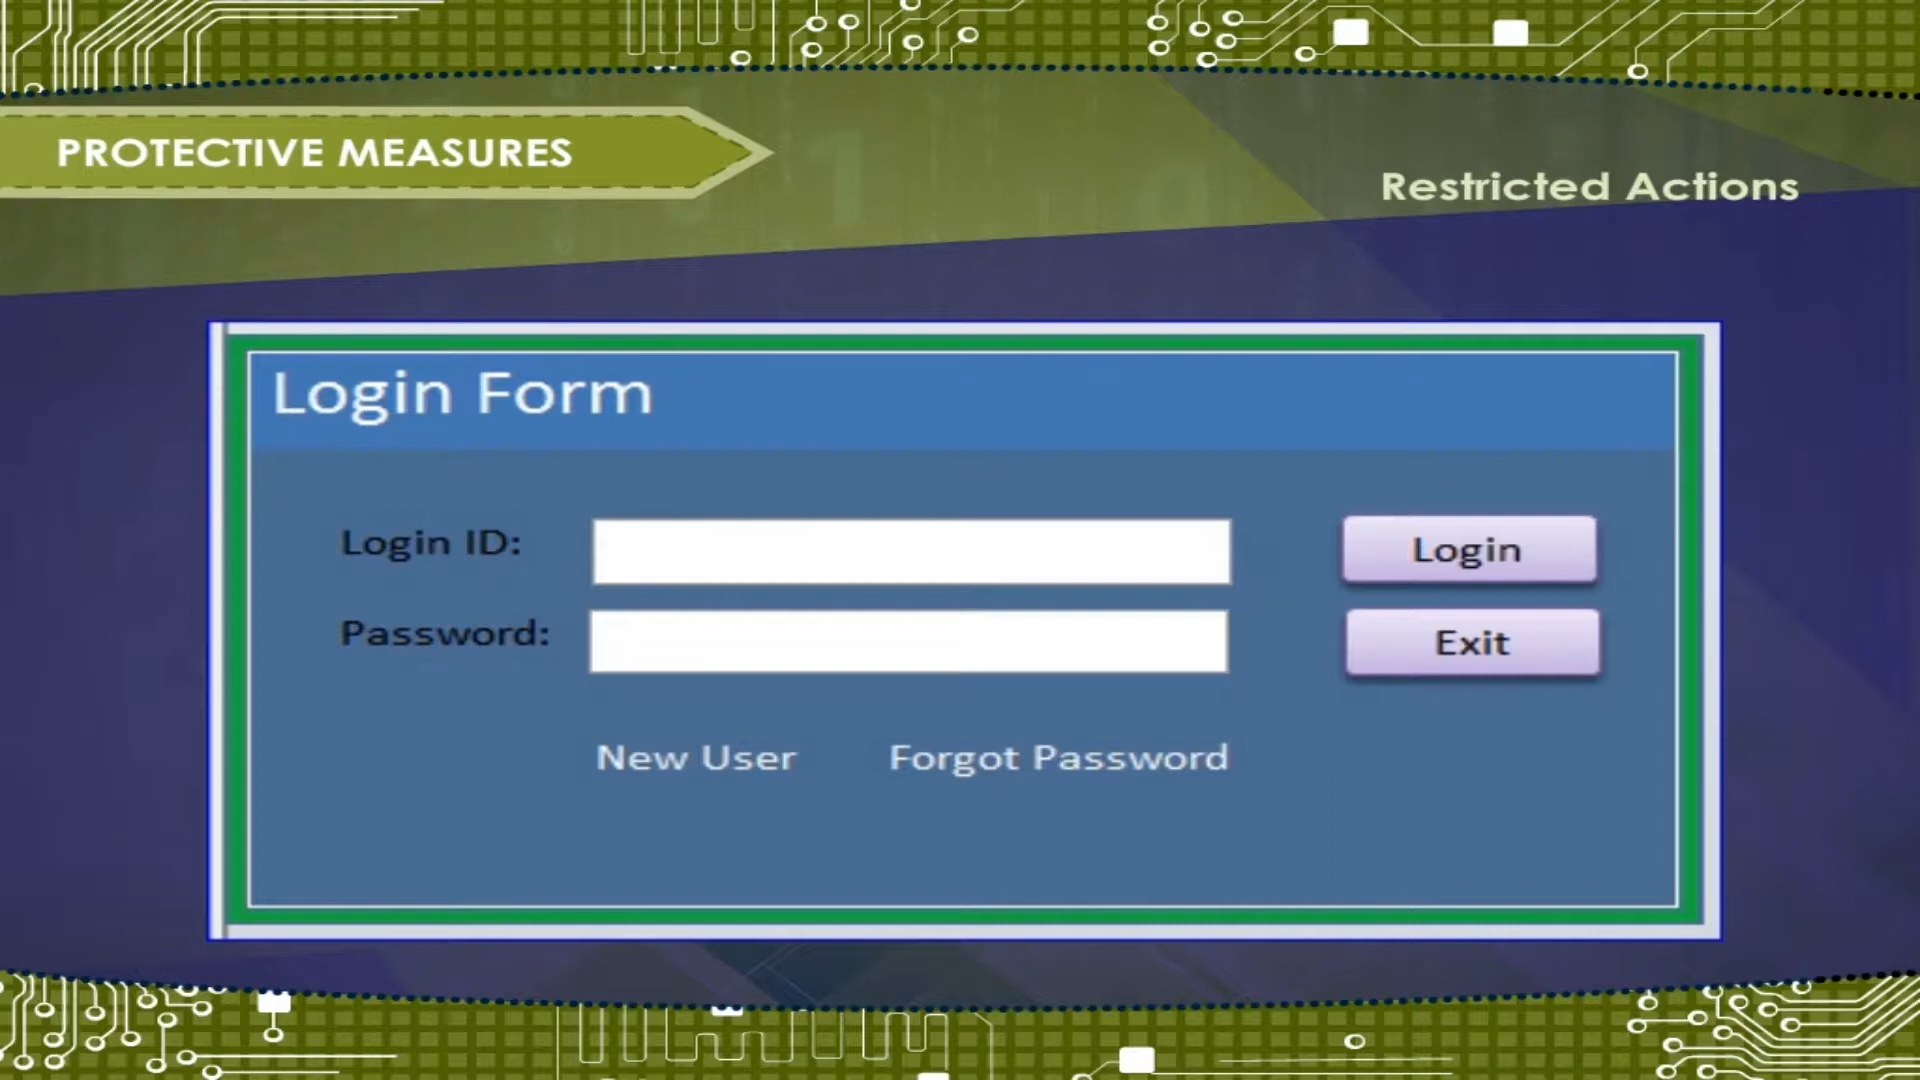 PROTECTIVE MEASURES
Restricted Actions
Login Form
Login ID:
Login
Password:
Exit
New User
Forgot Password